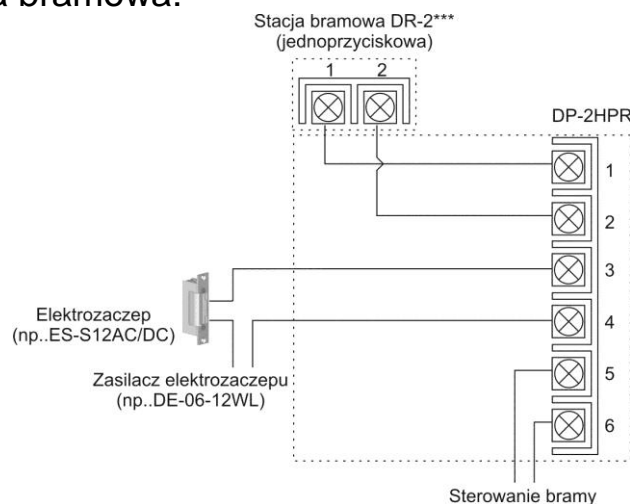 a bramowa.
Stacja bramowa DR-2***
(jednoprzyciskowa)
1 2
DP-2HPR
1
2
3
Elektrozaczep
(np..ES-S12AC/DC)
4
Zasilacz elektrozaczepu
(np..DE-06-12WL)
5
6
Sterowanie bramy